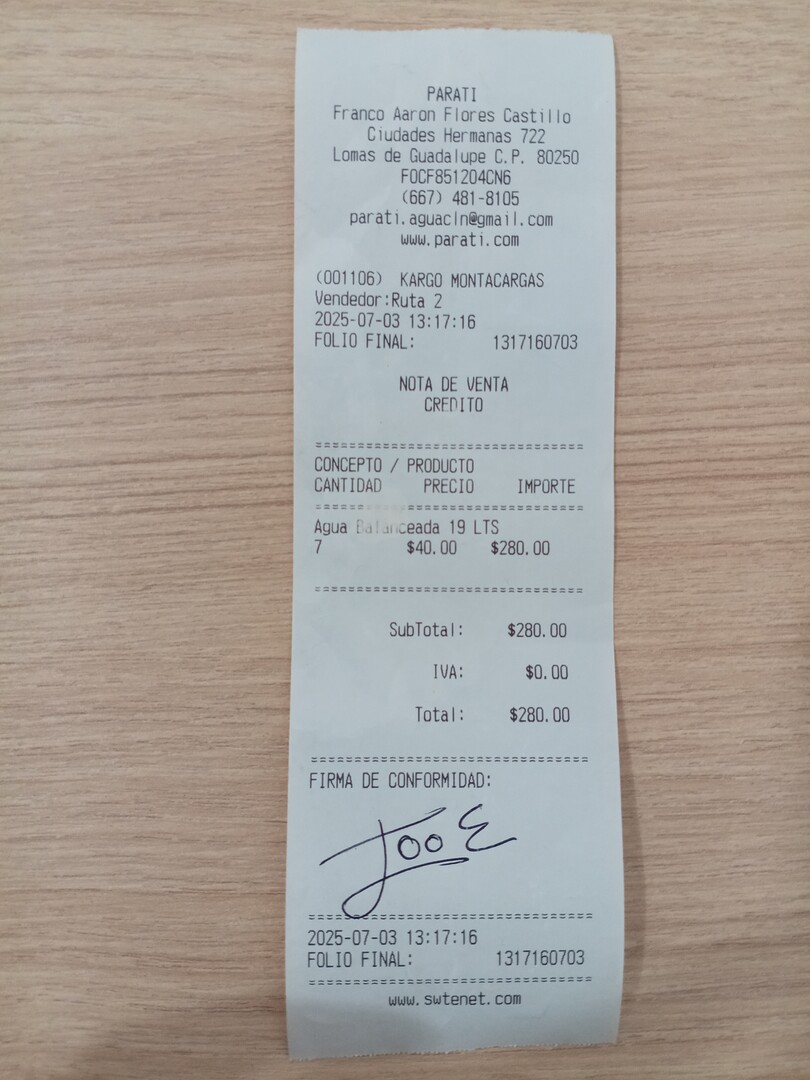 PARATI
Franco Aaron Flores Castillo
Ciudades Hermanas 722
Lomas de Guadalupe C.P. 80250
FOCF851204CN6
(667) 481-8105
parati.aguacln@gmail.com
www.parati.com
(001106) KARGO MONTACARGAS
Vendedor:Ruta 2
2025-07-03 13:17:16
FOLIO FINAL: 1317160703
NOTA DE VENTA
CREDITO
================================
CONCEPTO / PRODUCTO
CANTIDAD PRECIO IMPORTE
================================
Agua Balanceada 19 LTS
7 $40.00 $280.00
================================
SubTotal: $280.00
IVA: $0.00
Total: $280.00
================================
FIRMA DE CONFORMIDAD:
================================
2025-07-03 13:17:16
FOLIO FINAL: 1317160703
================================
www.swtenet.com